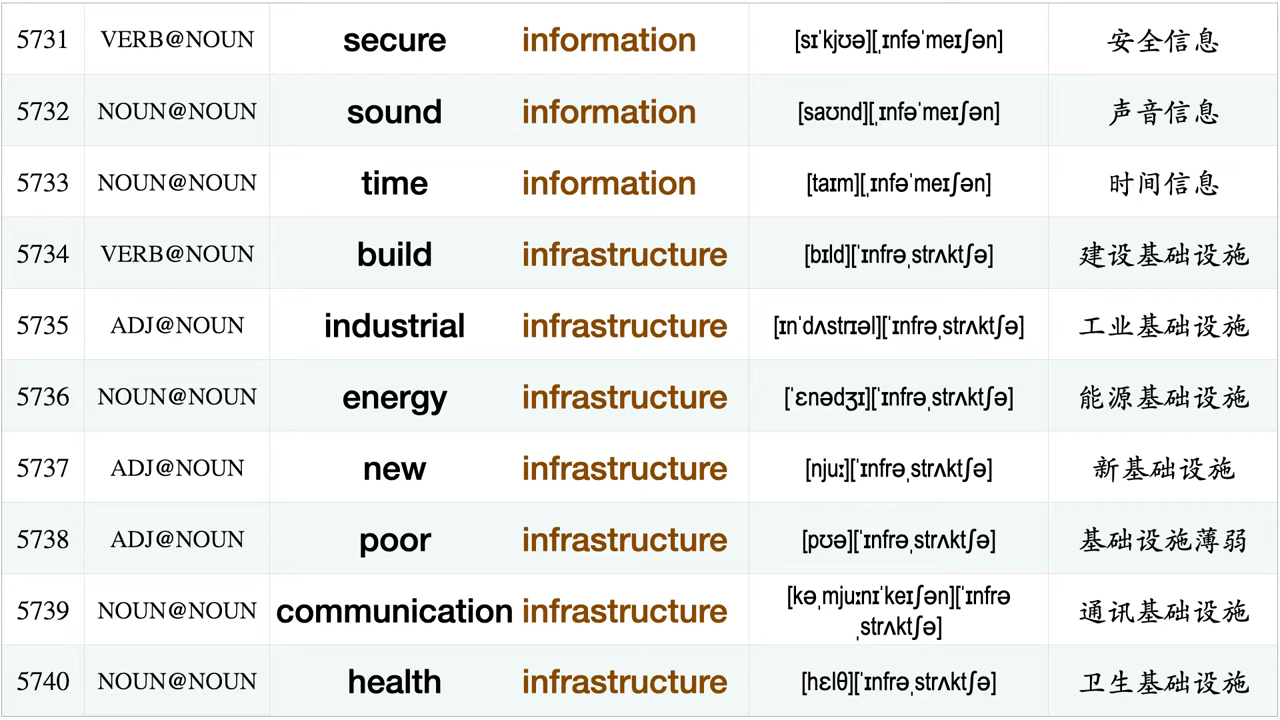 5731 VERB@NOUN secure information [sɪˈkjʊə][ˌɪnfəˈmeɪʃən] 安全信息
5732 NOUN@NOUN sound information [saʊnd][ˌɪnfəˈmeɪʃən] 声音信息
5733 NOUN@NOUN time information [taɪm][ˌɪnfəˈmeɪʃən] 时间信息
5734 VERB@NOUN build infrastructure [bɪld][ˈɪnfrəˌstrʌktʃə] 建设基础设施
5735 ADJ@NOUN industrial infrastructure [ɪnˈdʌstrɪəl][ˈɪnfrəˌstrʌktʃə] 工业基础设施
5736 NOUN@NOUN energy infrastructure [ˈɛnədʒɪ][ˈɪnfrəˌstrʌktʃə] 能源基础设施
5737 ADJ@NOUN new infrastructure [njuː][ˈɪnfrəˌstrʌktʃə] 新基础设施
5738 ADJ@NOUN poor infrastructure [pʊə][ˈɪnfrəˌstrʌktʃə] 基础设施薄弱
5739 NOUN@NOUN communication infrastructure [kəˌmjuːnɪˈkeɪʃən][ˈɪnfrə
ˌstrʌktʃə] 通讯基础设施
5740 NOUN@NOUN health infrastructure [hɛlθ][ˈɪnfrəˌstrʌktʃə] 卫生基础设施